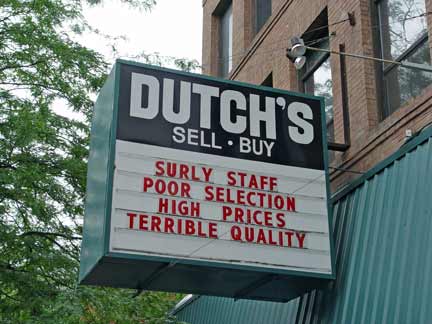 DUTCH'S
SELL · BUY
SURLY STAFF
POOR SELECTION
HIGH PRICES
TERRIBLE QUALITY